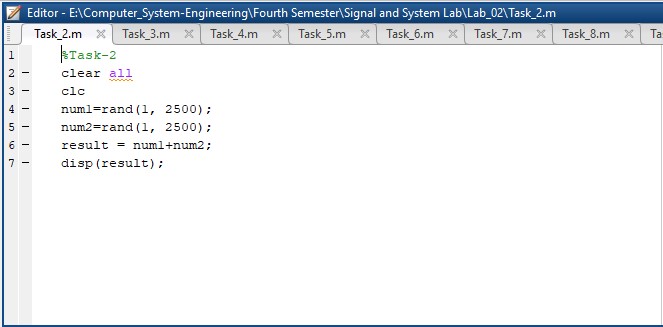 Editor - E:\Computer_System-Engineering\Fourth Semester\Signal and System Lab\Lab_02\Task_2.m
Task_2.m Task_3.m Task_4.m Task_5.m Task_6.m Task_7.m Task_8.m Ta
1 %Task-2
2 - clear all
3 - clc
4 - num1=rand(1, 2500);
5 - num2=rand(1, 2500);
6 - result = num1+num2;
7 - disp(result);